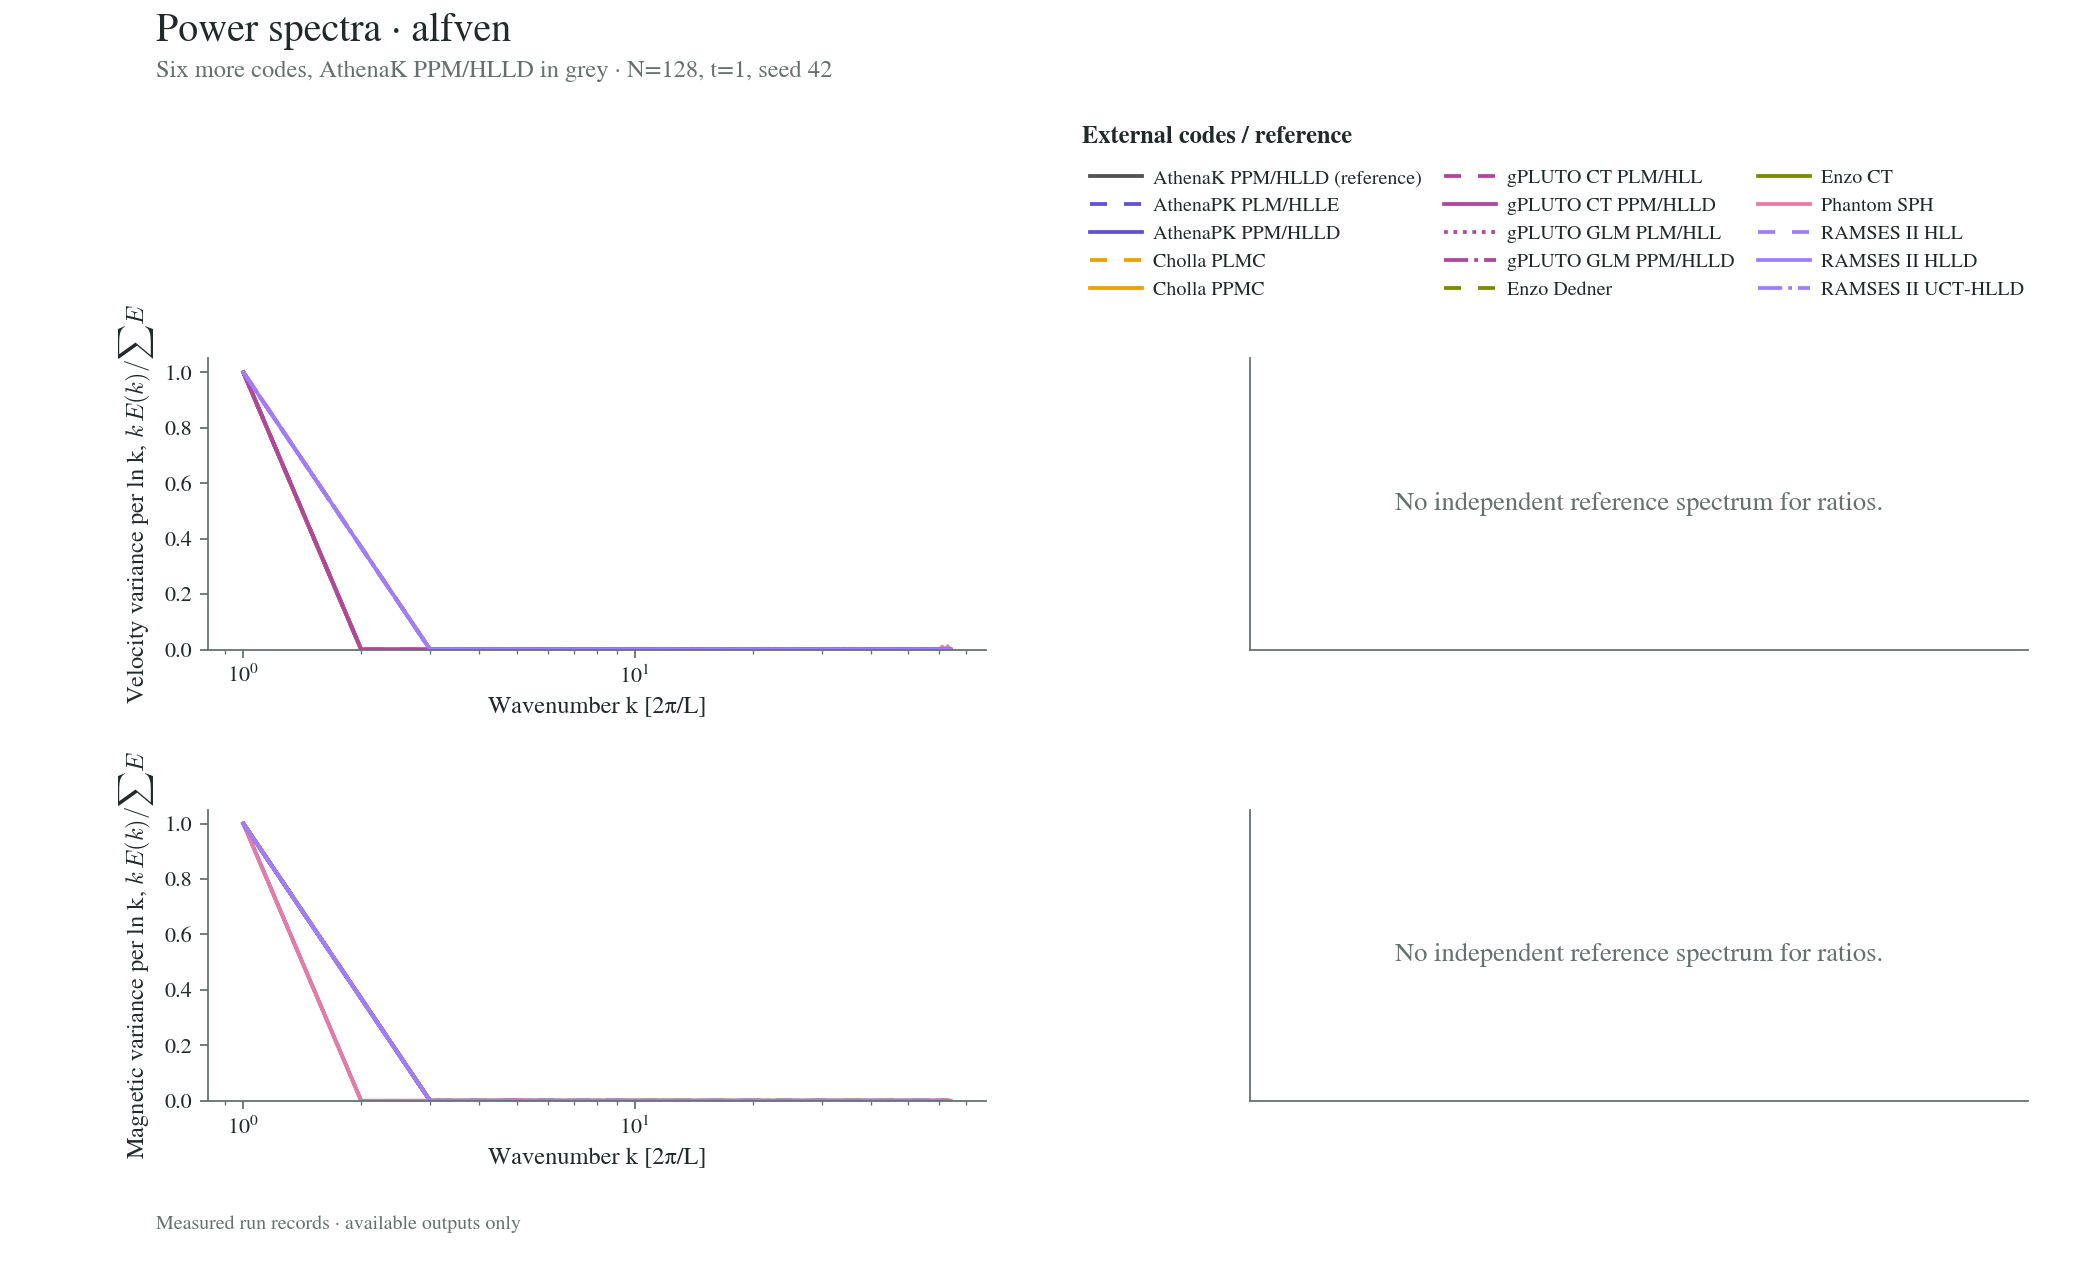 Power spectra · alfven
Six more codes, AthenaK PPM/HLLD in grey · N=128, t=1, seed 42
External codes / reference
AthenaK PPM/HLLD (reference)
AthenaPK PLM/HLLE
AthenaPK PPM/HLLD
Cholla PLMC
Cholla PPMC
gPLUTO CT PLM/HLL
gPLUTO CT PPM/HLLD
gPLUTO GLM PLM/HLL
gPLUTO GLM PPM/HLLD
Enzo Dedner
Enzo CT
Phantom SPH
RAMSES II HLL
RAMSES II HLLD
RAMSES II UCT-HLLD
Velocity variance per ln k, k E(k)/∑E
1.0
0.8
0.6
0.4
0.2
0.0
10⁰ 10¹
Wavenumber k [2π/L]
No independent reference spectrum for ratios.
Magnetic variance per ln k, k E(k)/∑E
1.0
0.8
0.6
0.4
0.2
0.0
10⁰ 10¹
Wavenumber k [2π/L]
No independent reference spectrum for ratios.
Measured run records · available outputs only